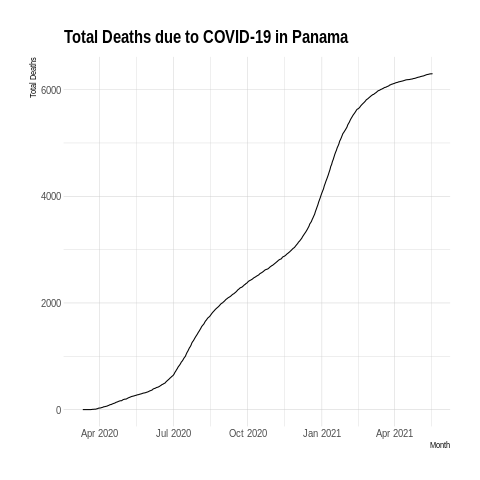 Total Deaths due to COVID-19 in Panama
Total Deaths
6000
4000
2000
0
Apr 2020 Jul 2020 Oct 2020 Jan 2021 Apr 2021
Month